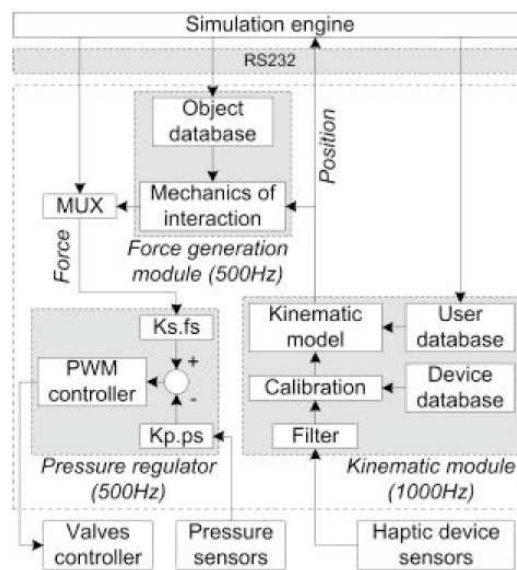 Simulation engine
RS232
Object
database
Mechanics of
interaction
MUX
Force generation
module (500Hz)
Position
Force
Ks.fs
+
PWM
controller
-
Kp.ps
Pressure regulator
(500Hz)
Kinematic
model
User
database
Calibration
Device
database
Filter
Kinematic module
(1000Hz)
Valves
controller
Pressure
sensors
Haptic device
sensors